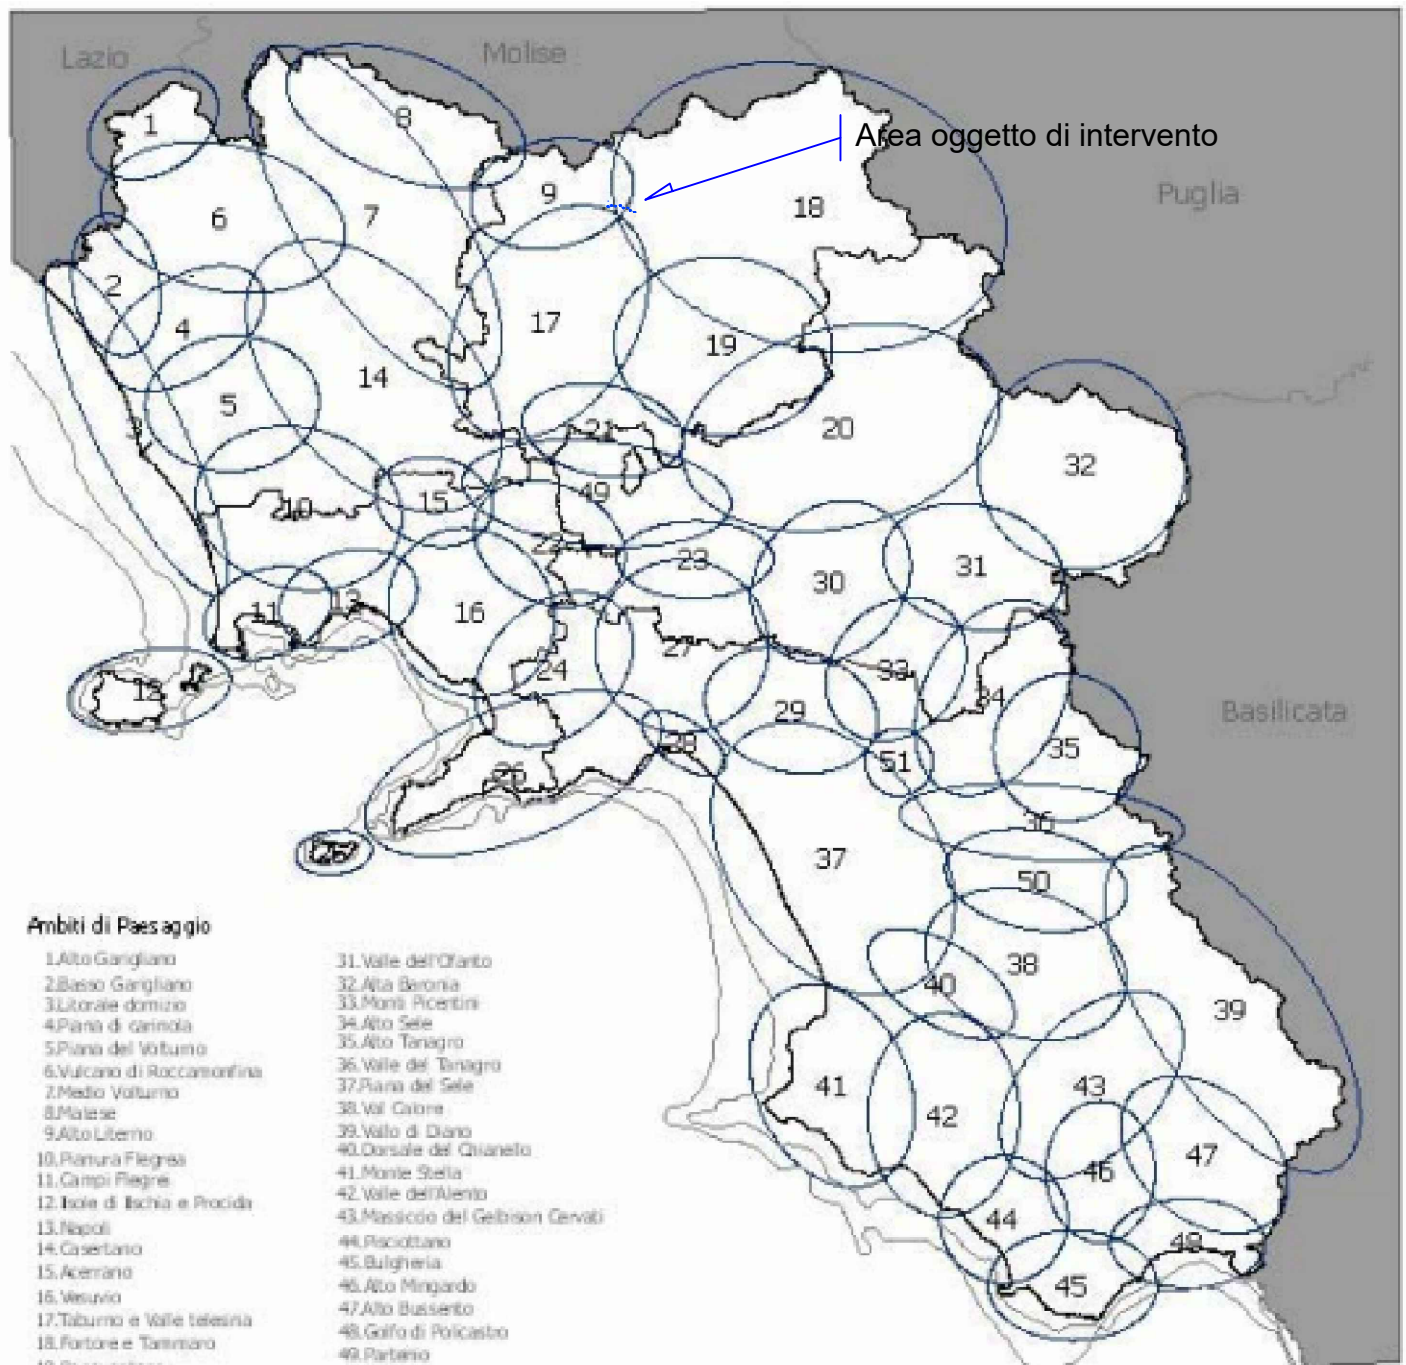 Lazio
Molise
Puglia
Basilicata
Area oggetto di intervento
1
8
9
18
6
7
2
17
4
19
14
5
3
20
21
32
49
15
10
22
23
30
31
11
13
16
27
24
33
12
34
29
28
35
51
26
36
25
37
50
38
40
39
41
43
42
46
47
44
48
45
Ambiti di Paesaggio
1.Alto Garigliano
2.Basso Garigliano
3.Litorale domizio
4.Piana di carinola
5.Piana del Volturno
6.Vulcano di Roccamonfina
7.Medio Volturno
8.Matese
9.Alto Literno
10.Pianura Flegrea
11.Campi Flegrei
12.Isole di Ischia e Procida
13.Napoli
14.Casertano
15.Acerrano
16.Vesuvio
17.Taburno e Valle telesina
18.Fortore e Tammaro
31.Valle dell'Ofanto
32.Alta Baronia
33.Monti Picentini
34.Alto Sele
35.Alto Tanagro
36.Valle del Tanagro
37.Piana del Sele
38.Val Calore
39.Vallo di Diano
40.Dorsale del Chianello
41.Monte Stella
42.Valle dell'Alento
43.Massiccio del Gelbison Cervati
44.Pisciottano
45.Bulgheria
46.Alto Mingardo
47.Alto Bussento
48.Golfo di Policastro
49.Partenio